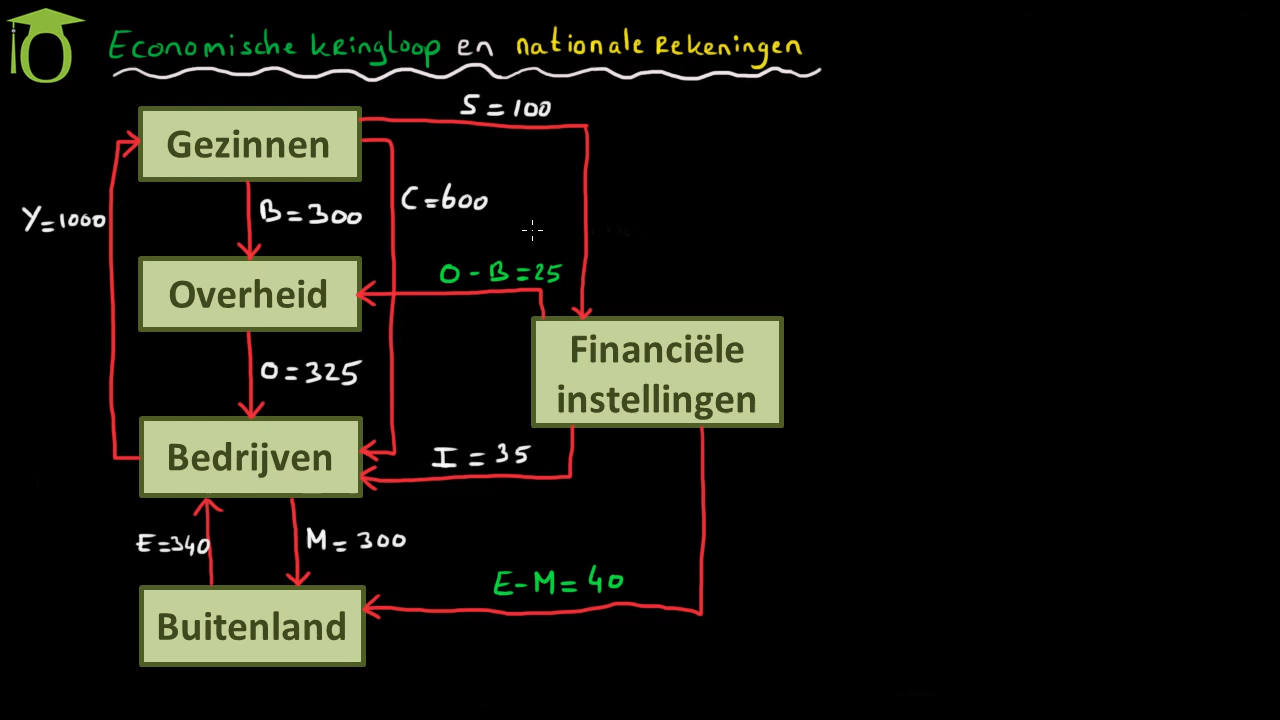 Economische kringloop en nationale rekeningen
S = 100
Gezinnen
Y = 1000
B = 300
C = 600
O - B = 25
Overheid
Financiële
instellingen
O = 325
Bedrijven
I = 35
E = 340
M = 300
E - M = 40
Buitenland